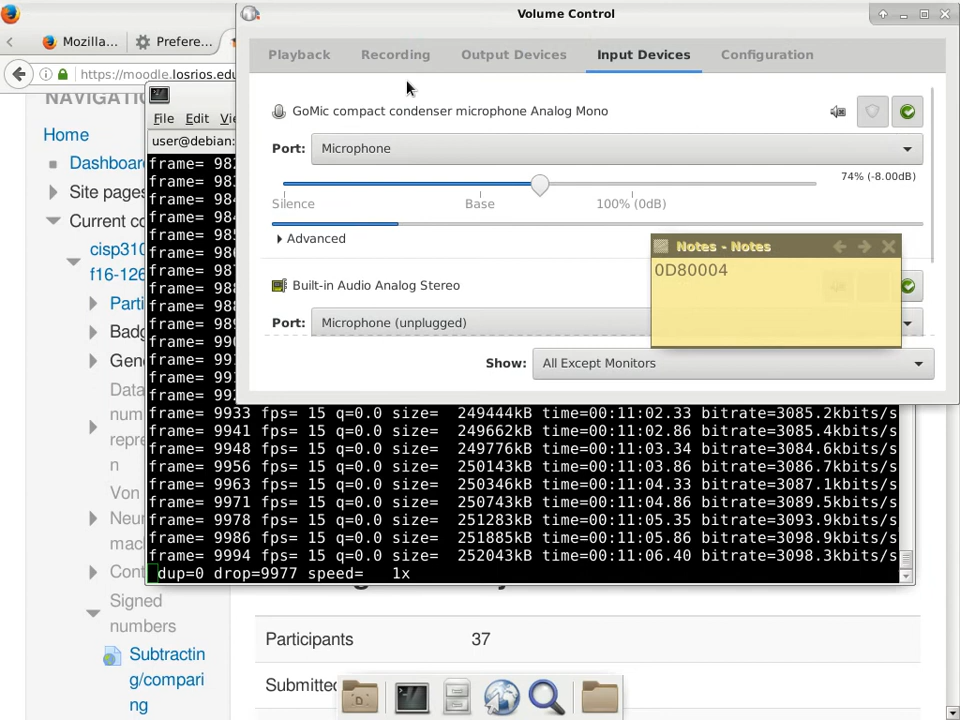 Volume Control
Mozilla...
Prefere...
Playback
Recording
Output Devices
Input Devices
Configuration
https://moodle.losrios.edu
NAVIGATIO
Home
Dashboar
Site pages
Current co
cisp310
f16-126
Parti
Badg
Gene
Data
num
repre
n
Von
Neur
mac
Cont
Signed
numbers
Subtractin
g/compari
ng
File Edit Vie
user@debian:
GoMic compact condenser microphone Analog Mono
Port:
Microphone
74% (-8.00dB)
Silence
Base
100% (0dB)
Advanced
Built-in Audio Analog Stereo
Port:
Microphone (unplugged)
Show:
All Except Monitors
Notes - Notes
0D80004
frame= 9933 fps= 15 q=0.0 size= 249444kB time=00:11:02.33 bitrate=3085.2kbits/s
frame= 9941 fps= 15 q=0.0 size= 249662kB time=00:11:02.86 bitrate=3085.4kbits/s
frame= 9948 fps= 15 q=0.0 size= 249776kB time=00:11:03.34 bitrate=3084.6kbits/s
frame= 9956 fps= 15 q=0.0 size= 250143kB time=00:11:03.86 bitrate=3086.7kbits/s
frame= 9963 fps= 15 q=0.0 size= 250346kB time=00:11:04.33 bitrate=3087.1kbits/s
frame= 9971 fps= 15 q=0.0 size= 250743kB time=00:11:04.86 bitrate=3089.5kbits/s
frame= 9978 fps= 15 q=0.0 size= 251283kB time=00:11:05.35 bitrate=3093.9kbits/s
frame= 9986 fps= 15 q=0.0 size= 251885kB time=00:11:05.86 bitrate=3098.9kbits/s
frame= 9994 fps= 15 q=0.0 size= 252043kB time=00:11:06.40 bitrate=3098.3kbits/s
dup=0 drop=9977 speed= 1x
Participants
37
Submitted